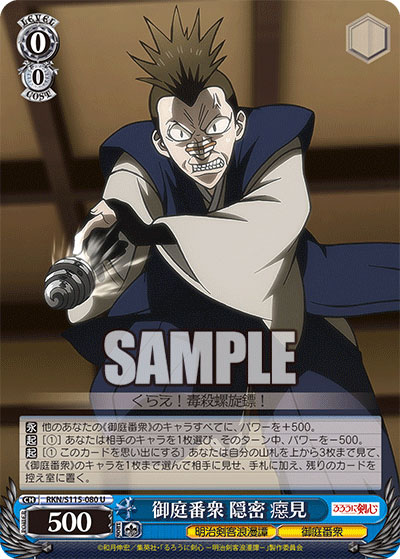 LEVEL
0
0
COST
SAMPLE
くらえ！毒殺螺旋鏢！
永 他のあなたの《御庭番衆》のキャラすべてに、パワーを＋500。
起 [①] あなたは相手のキャラを1枚選び、そのターン中、パワーを－500。
起 [① このカードを思い出にする] あなたは自分の山札を上から3枚まで見て、
《御庭番衆》のキャラを1枚まで選んで相手に見せ、手札に加え、残りのカードを
控え室に置く。
CH RKN/S115-080 U
御庭番衆 隠密 癋見
POWER
500
明治剣客浪漫譚
御庭番衆
るろうに剣心
©和月伸宏／集英社・「るろうに剣心 －明治剣客浪漫譚－」製作委員会